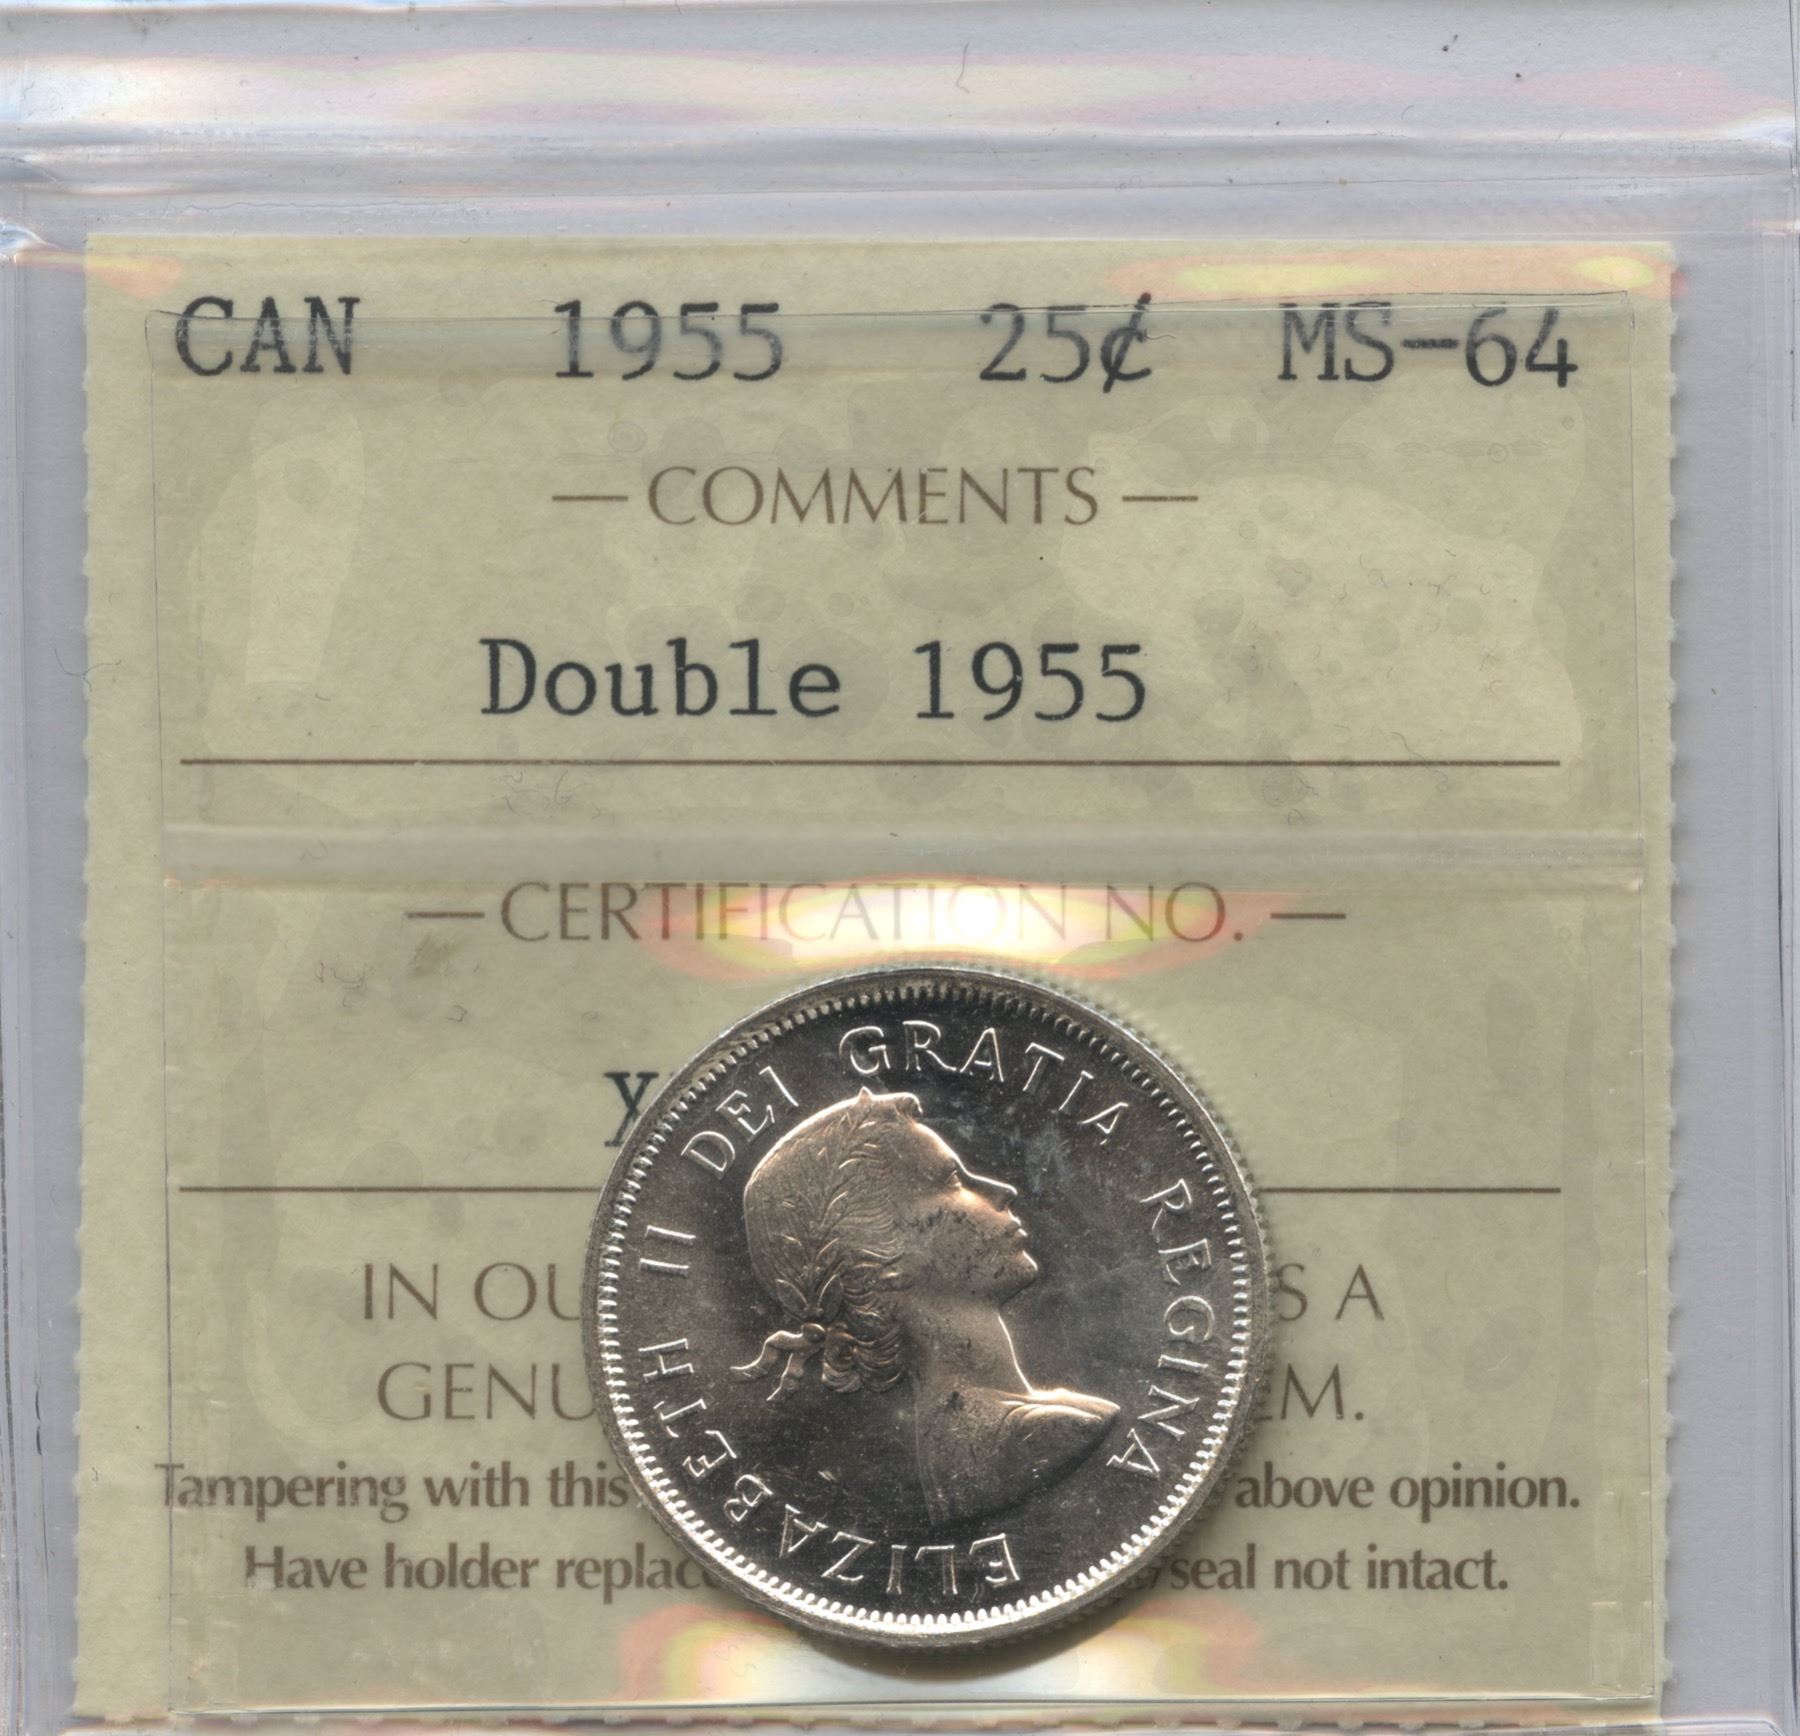 CAN 1955 25¢ MS-64
— COMMENTS —
Double 1955
— CERTIFICATION NO. —
X
ELIZABETH II DEI GRATIA REGINA
IN OU S A
GENU EM.
Tampering with this above opinion.
Have holder replac seal not intact.